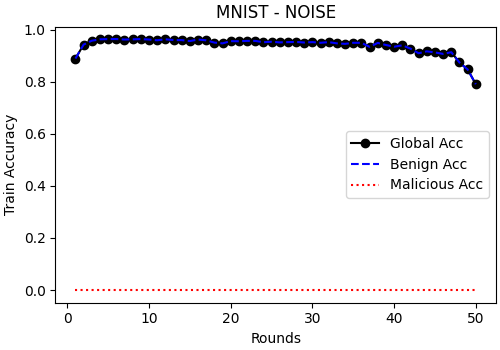 MNIST - NOISE
1.0
0.8
0.6
0.4
0.2
0.0
Train Accuracy
Global Acc
Benign Acc
Malicious Acc
0 10 20 30 40 50
Rounds